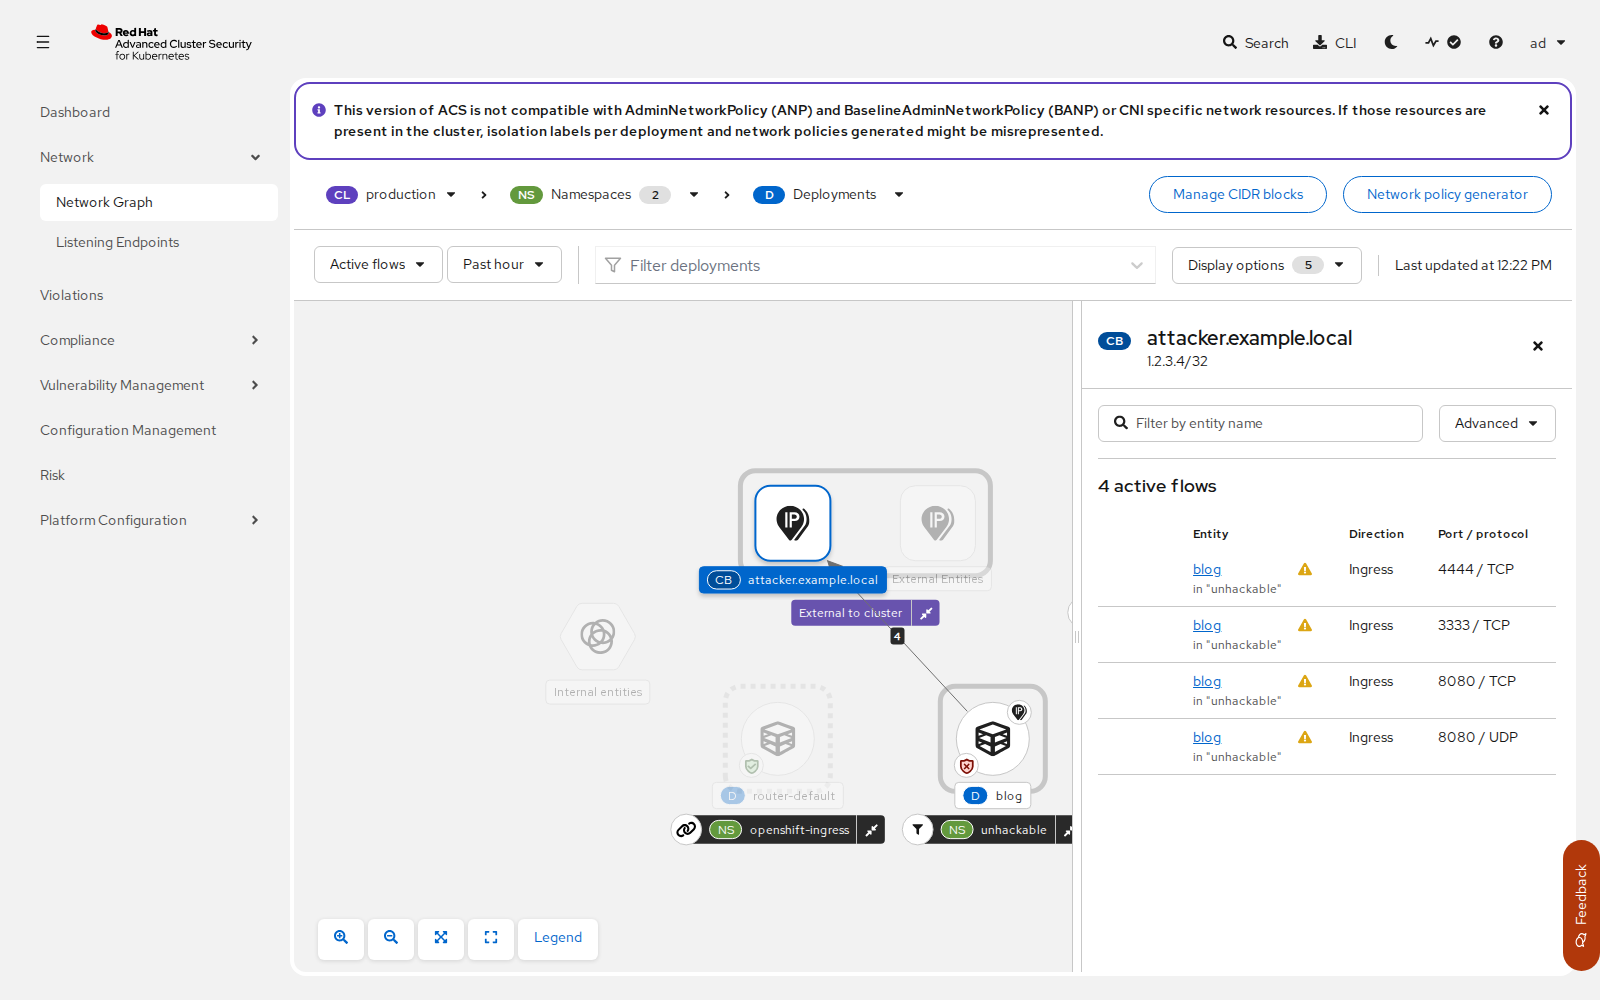 Red Hat
Advanced Cluster Security
for Kubernetes
Search
CLI
ad
Dashboard
Network
Network Graph
Listening Endpoints
Violations
Compliance
Vulnerability Management
Configuration Management
Risk
Platform Configuration
This version of ACS is not compatible with AdminNetworkPolicy (ANP) and BaselineAdminNetworkPolicy (BANP) or CNI specific network resources. If those resources are
present in the cluster, isolation labels per deployment and network policies generated might be misrepresented.
CL production
NS Namespaces 2
D Deployments
Manage CIDR blocks
Network policy generator
Active flows
Past hour
Filter deployments
Display options 5
Last updated at 12:22 PM
IP
IP
CB attacker.example.local
External Entities
External to cluster
4
Internal entities
IP
D router-default
D blog
NS openshift-ingress
NS unhackable
Legend
CB attacker.example.local
1.2.3.4/32
Filter by entity name
Advanced
4 active flows
Entity Direction Port / protocol
blog Ingress 4444 / TCP
in "unhackable"
blog Ingress 3333 / TCP
in "unhackable"
blog Ingress 8080 / TCP
in "unhackable"
blog Ingress 8080 / UDP
in "unhackable"
Feedback